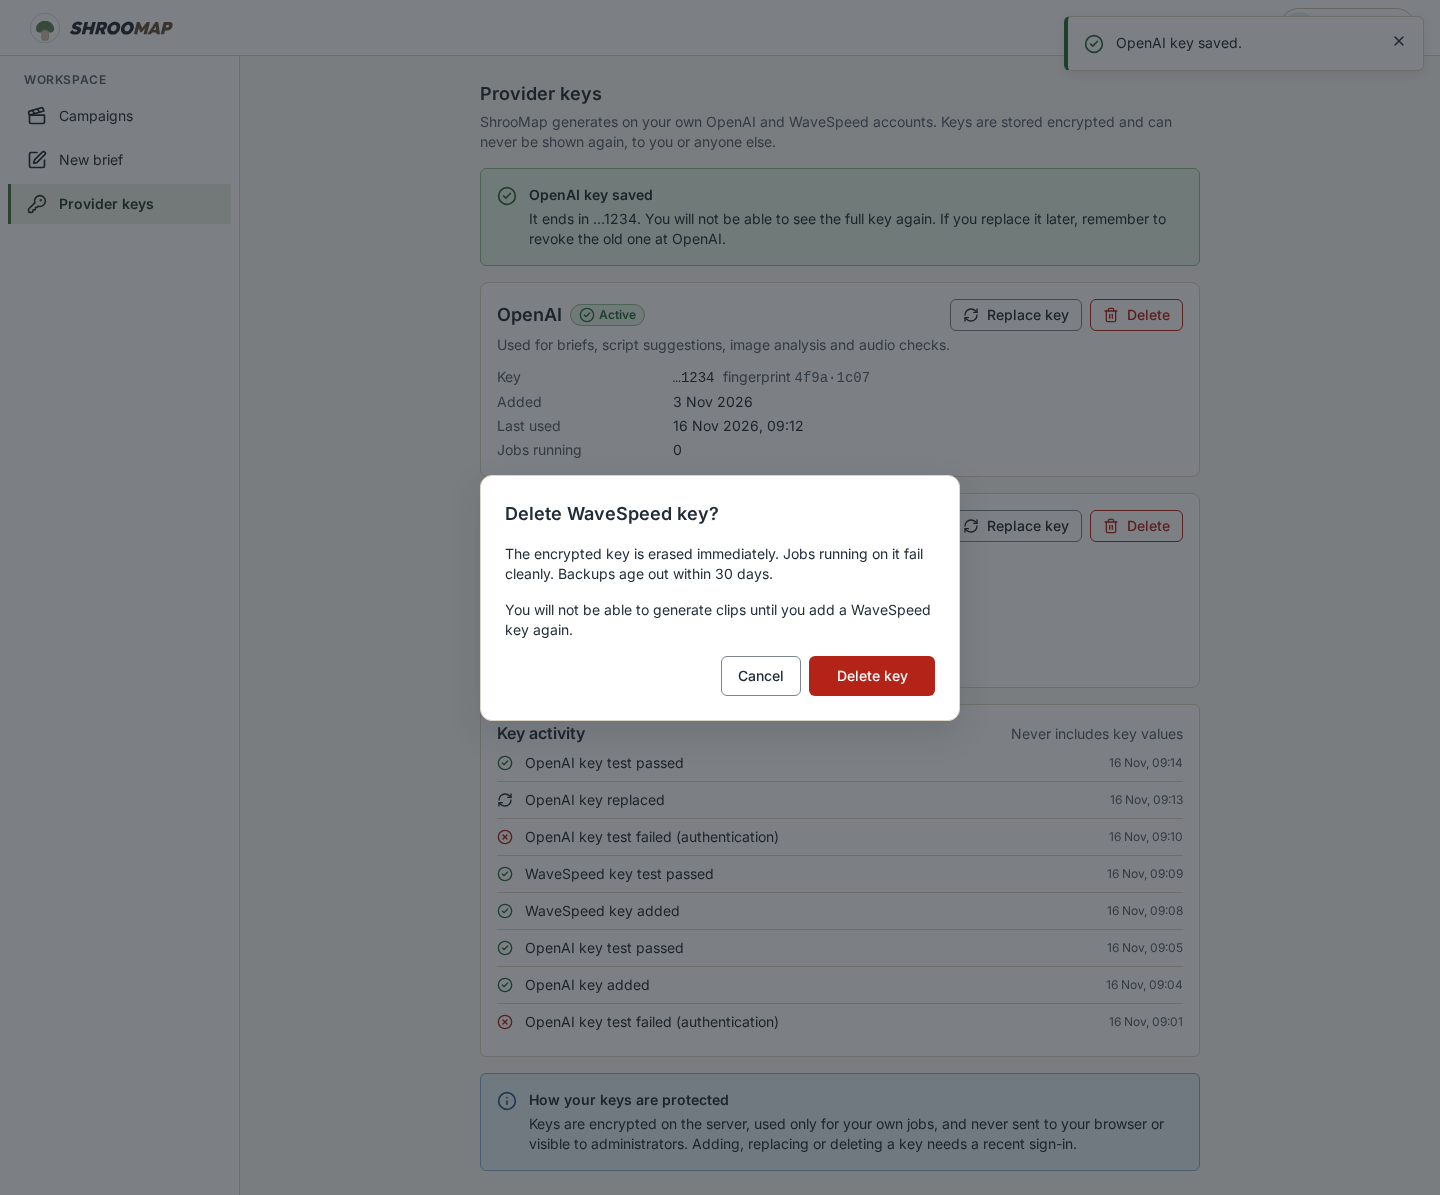 SHROOMAP
OpenAI key saved.
WORKSPACE
Campaigns
New brief
Provider keys
Provider keys
ShrooMap generates on your own OpenAI and WaveSpeed accounts. Keys are stored encrypted and can
never be shown again, to you or anyone else.
OpenAI key saved
It ends in …1234. You will not be able to see the full key again. If you replace it later, remember to
revoke the old one at OpenAI.
OpenAI Active Replace key Delete
Used for briefs, script suggestions, image analysis and audio checks.
Key …1234 fingerprint 4f9a·1c07
Added 3 Nov 2026
Last used 16 Nov 2026, 09:12
Jobs running 0
Replace key Delete
Delete WaveSpeed key?
The encrypted key is erased immediately. Jobs running on it fail
cleanly. Backups age out within 30 days.
You will not be able to generate clips until you add a WaveSpeed
key again.
Cancel Delete key
Key activity Never includes key values
OpenAI key test passed 16 Nov, 09:14
OpenAI key replaced 16 Nov, 09:13
OpenAI key test failed (authentication) 16 Nov, 09:10
WaveSpeed key test passed 16 Nov, 09:09
WaveSpeed key added 16 Nov, 09:08
OpenAI key test passed 16 Nov, 09:05
OpenAI key added 16 Nov, 09:04
OpenAI key test failed (authentication) 16 Nov, 09:01
How your keys are protected
Keys are encrypted on the server, used only for your own jobs, and never sent to your browser or
visible to administrators. Adding, replacing or deleting a key needs a recent sign-in.